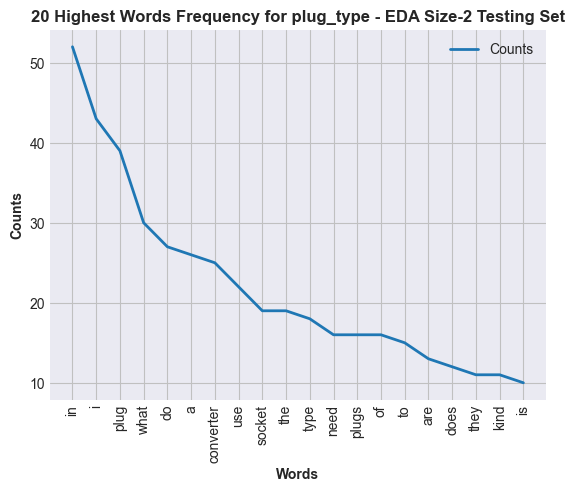 20 Highest Words Frequency for plug_type - EDA Size-2 Testing Set
Counts
50
40
30
20
10
Counts
in
i
plug
what
do
a
converter
use
socket
the
type
need
plugs
of
to
are
does
they
kind
is
Words